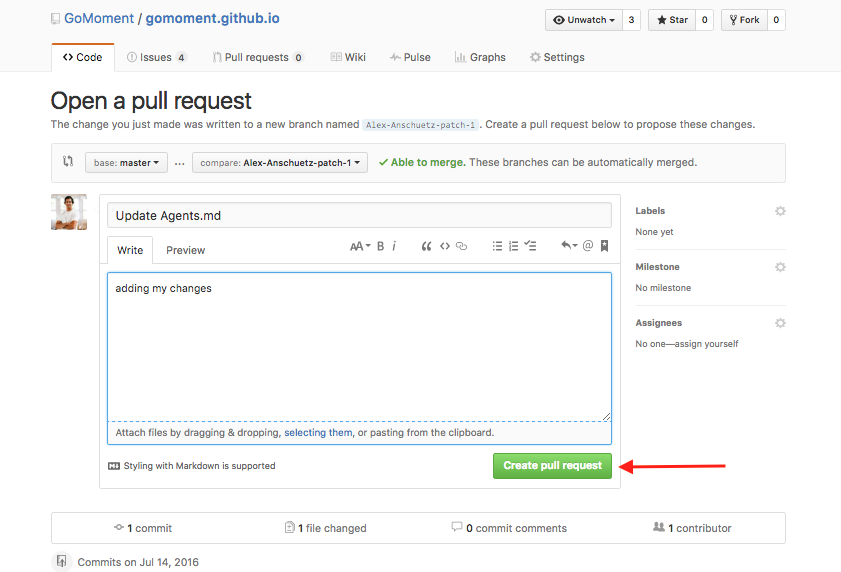 GoMoment / gomoment.github.io
Unwatch 3 Star 0 Fork 0
Code Issues 4 Pull requests 0 Wiki Pulse Graphs Settings
Open a pull request
The change you just made was written to a new branch named Alex-Anschuetz-patch-1 . Create a pull request below to propose these changes.
base: master ... compare: Alex-Anschuetz-patch-1 Able to merge. These branches can be automatically merged.
Update Agents.md
Write Preview AA B i
adding my changes
Attach files by dragging & dropping, selecting them, or pasting from the clipboard.
Styling with Markdown is supported
Create pull request
Labels
None yet
Milestone
No milestone
Assignees
No one—assign yourself
1 commit 1 file changed 0 commit comments 1 contributor
Commits on Jul 14, 2016